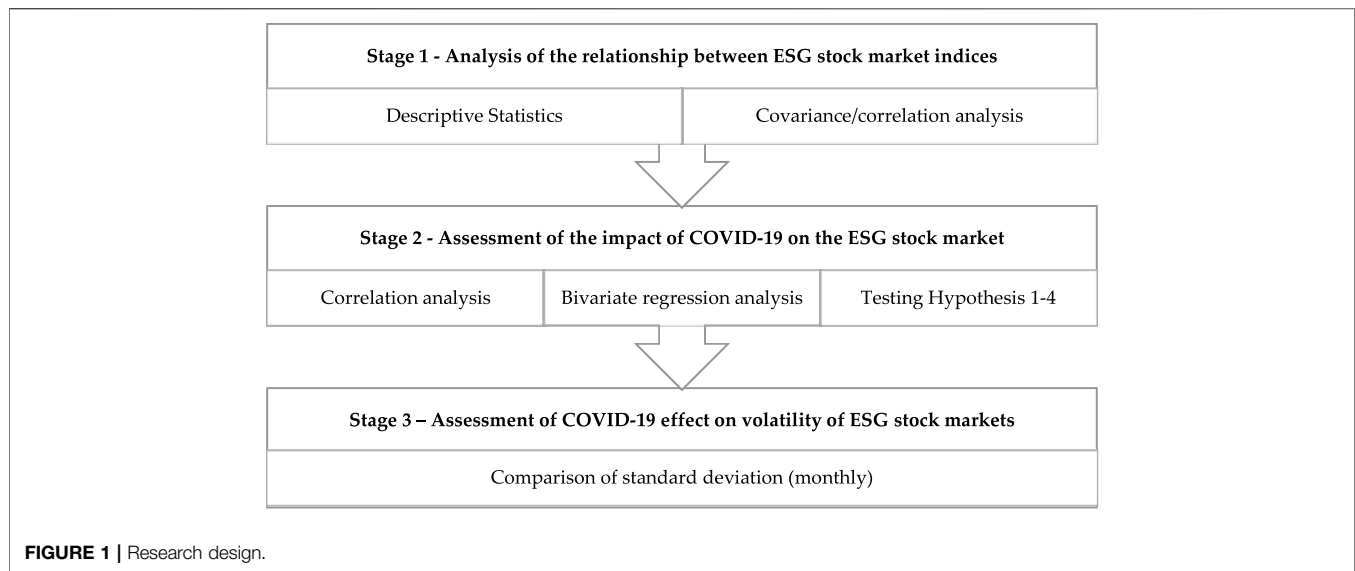 Stage 1 - Analysis of the relationship between ESG stock market indices
Descriptive Statistics
Covariance/correlation analysis
Stage 2 - Assessment of the impact of COVID-19 on the ESG stock market
Correlation analysis
Bivariate regression analysis
Testing Hypothesis 1-4
Stage 3 – Assessment of COVID-19 effect on volatility of ESG stock markets
Comparison of standard deviation (monthly)
FIGURE 1 | Research design.